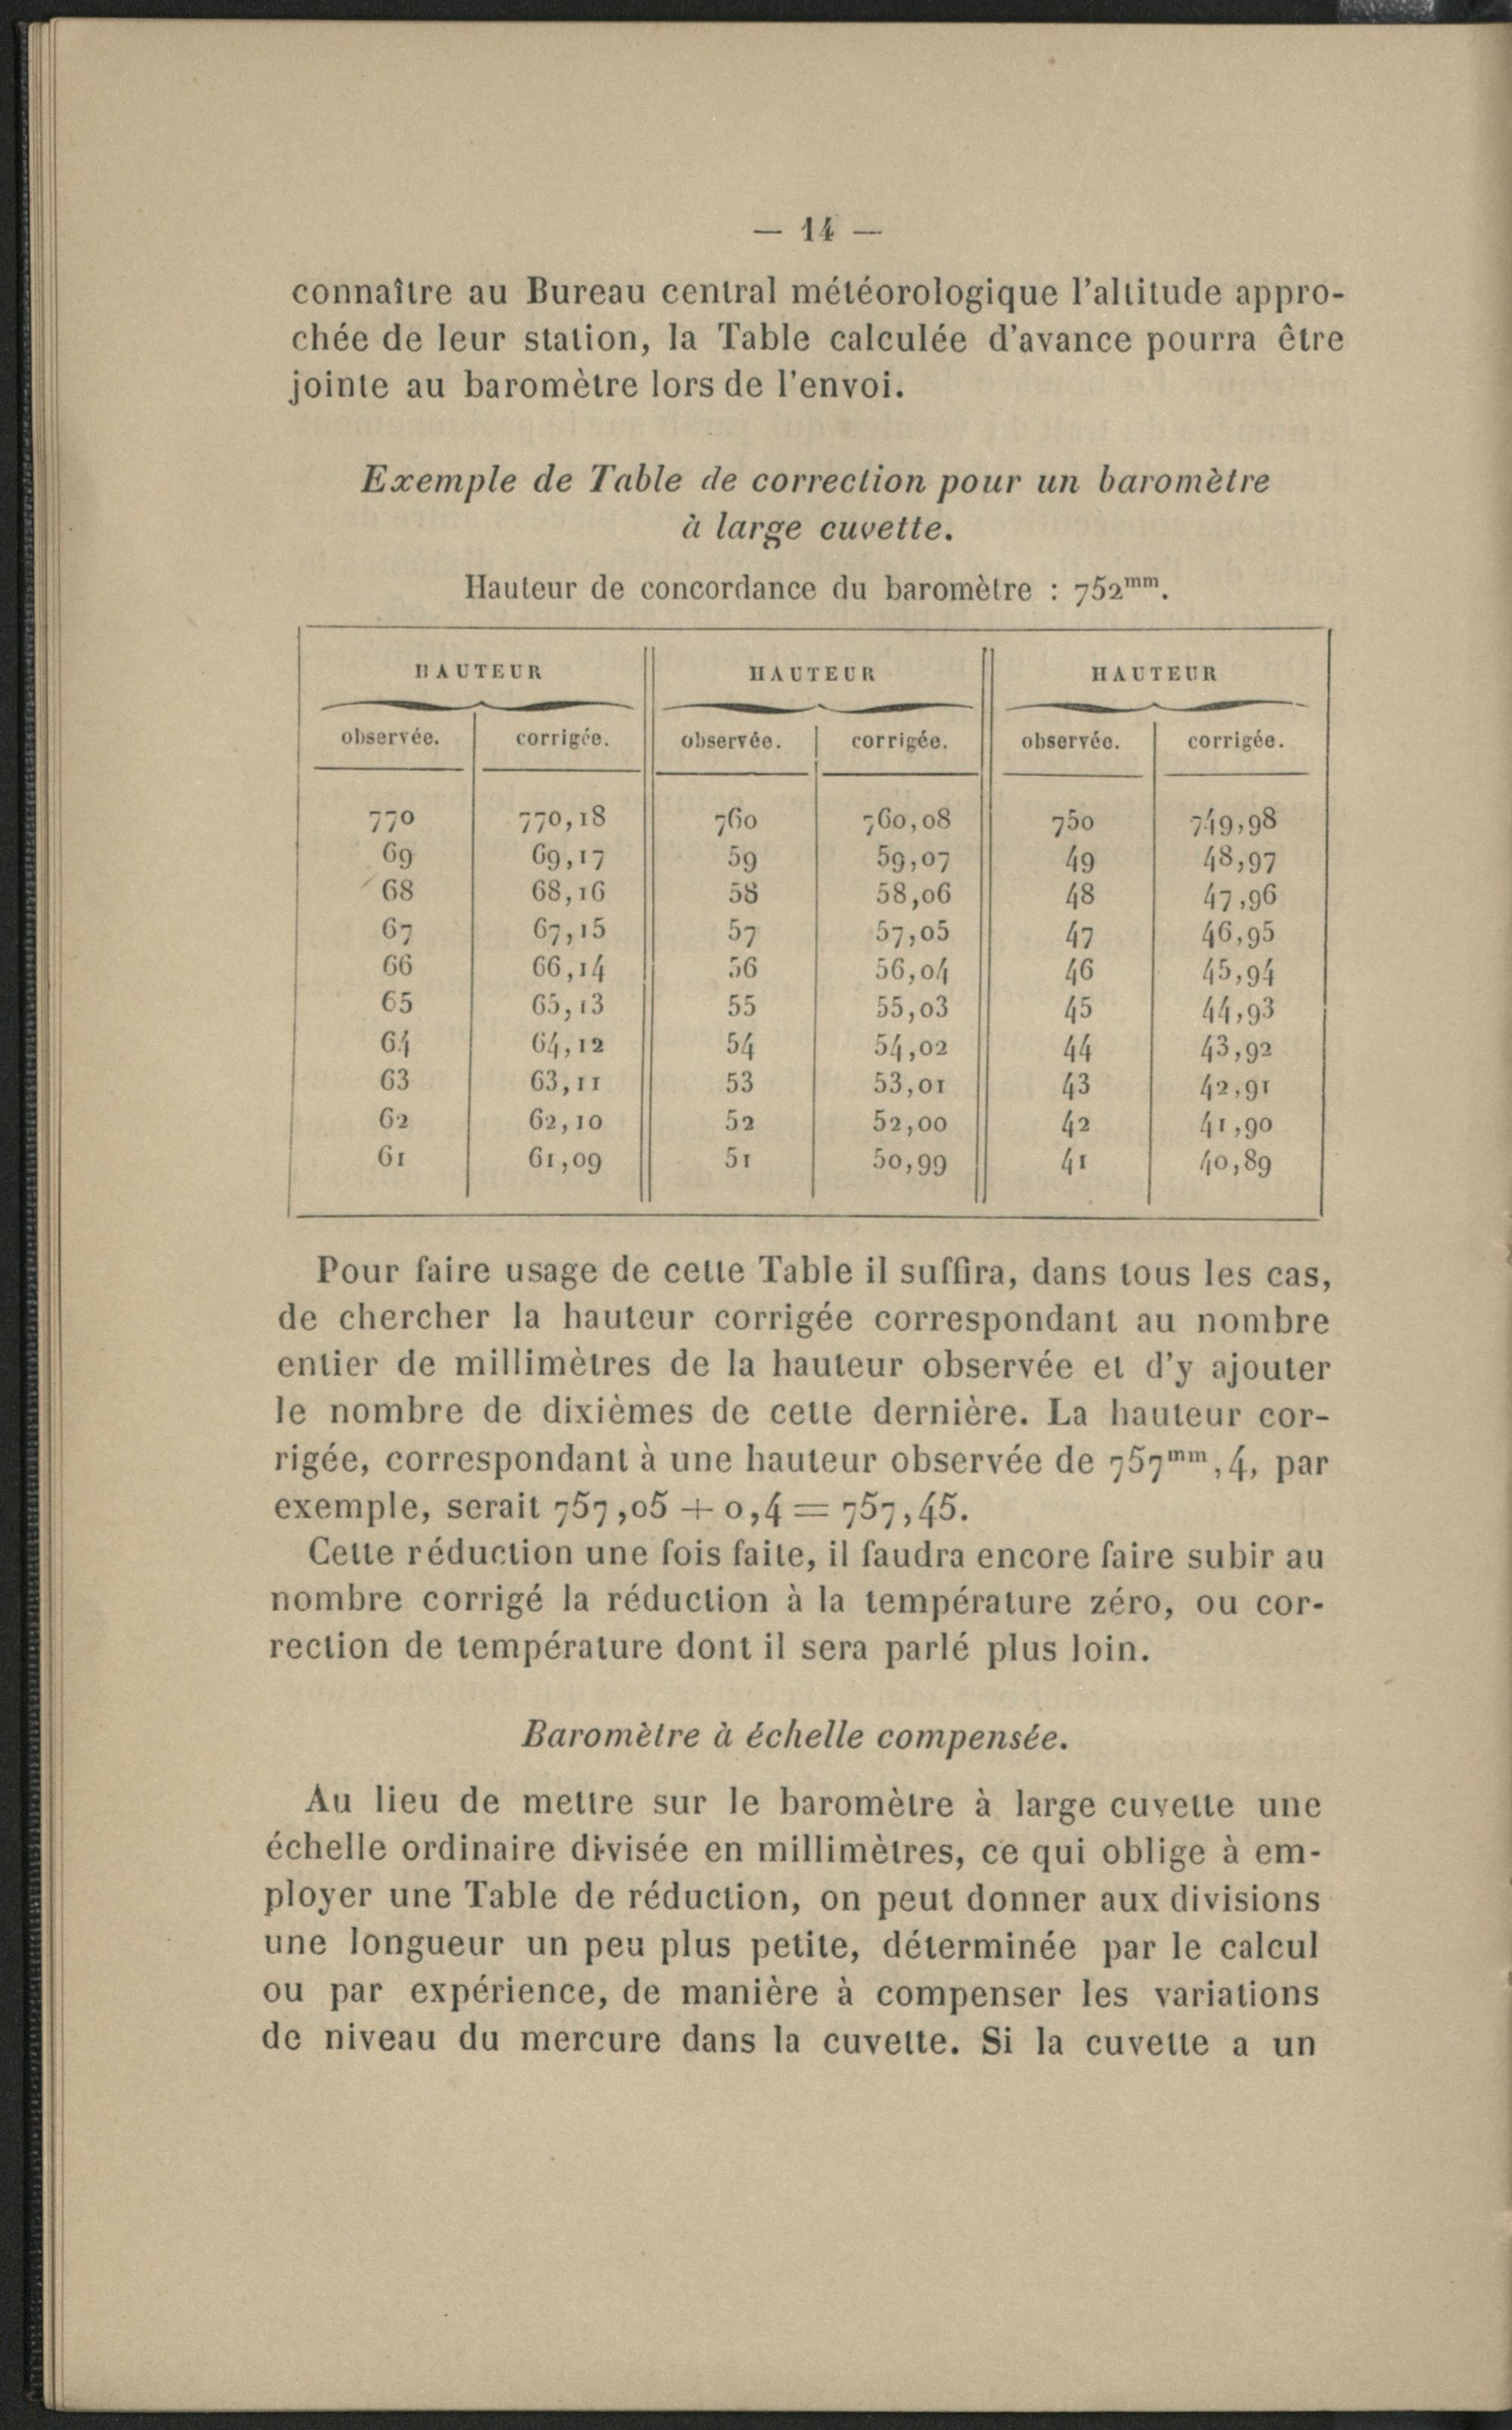 — 14 —
connaître au Bureau central météorologique l'altitude appro-
chée de leur station, la Table calculée d'avance pourra être
jointe au baromètre lors de l'envoi.
Exemple de Table de correction pour un baromètre
à large cuvette.
Hauteur de concordance du baromètre : 752mm.
HAUTEUR HAUTEUR HAUTEUR
observée. corrigée. observée. corrigée. observée. corrigée.
770 770,18 760 760,08 750 749,98
69 69,17 59 59,07 49 48,97
68 68,16 58 58,06 48 47,96
67 67,15 57 57,05 47 46,95
66 66,14 56 56,04 46 45,94
65 65,13 55 55,03 45 44,93
64 64,12 54 54,02 44 43,92
63 63,11 53 53,01 43 42,91
62 62,10 52 52,00 42 41,90
61 61,09 51 50,99 41 40,89
Pour faire usage de cette Table il suffira, dans tous les cas,
de chercher la hauteur corrigée correspondant au nombre
entier de millimètres de la hauteur observée et d'y ajouter
le nombre de dixièmes de cette dernière. La hauteur cor-
rigée, correspondant à une hauteur observée de 757mm,4, par
exemple, serait 757,05 + 0,4 = 757,45.
Cette réduction une fois faite, il faudra encore faire subir au
nombre corrigé la réduction à la température zéro, ou cor-
rection de température dont il sera parlé plus loin.
Baromètre à échelle compensée.
Au lieu de mettre sur le baromètre à large cuvette une
échelle ordinaire divisée en millimètres, ce qui oblige à em-
ployer une Table de réduction, on peut donner aux divisions
une longueur un peu plus petite, déterminée par le calcul
ou par expérience, de manière à compenser les variations
de niveau du mercure dans la cuvette. Si la cuvette a un